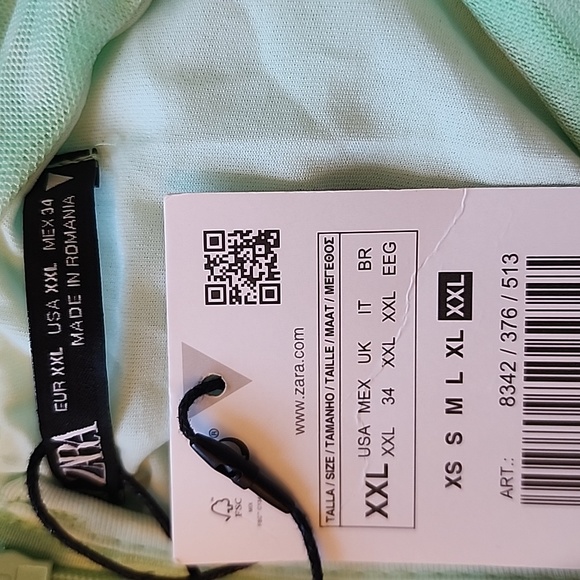 ZARA
EUR XXL USA XXL MEX 34
MADE IN ROMANIA
www.zara.com
TALLA / SIZE / TAMANHO / TAILLE / MAAT / ΜΕΓΕΘΟΣ
XXL USA MEX UK IT BR
XXL 34 XXL XXL EEG
XS S M L XL XXL
ART.: 8342 / 376 / 513
®
FSC